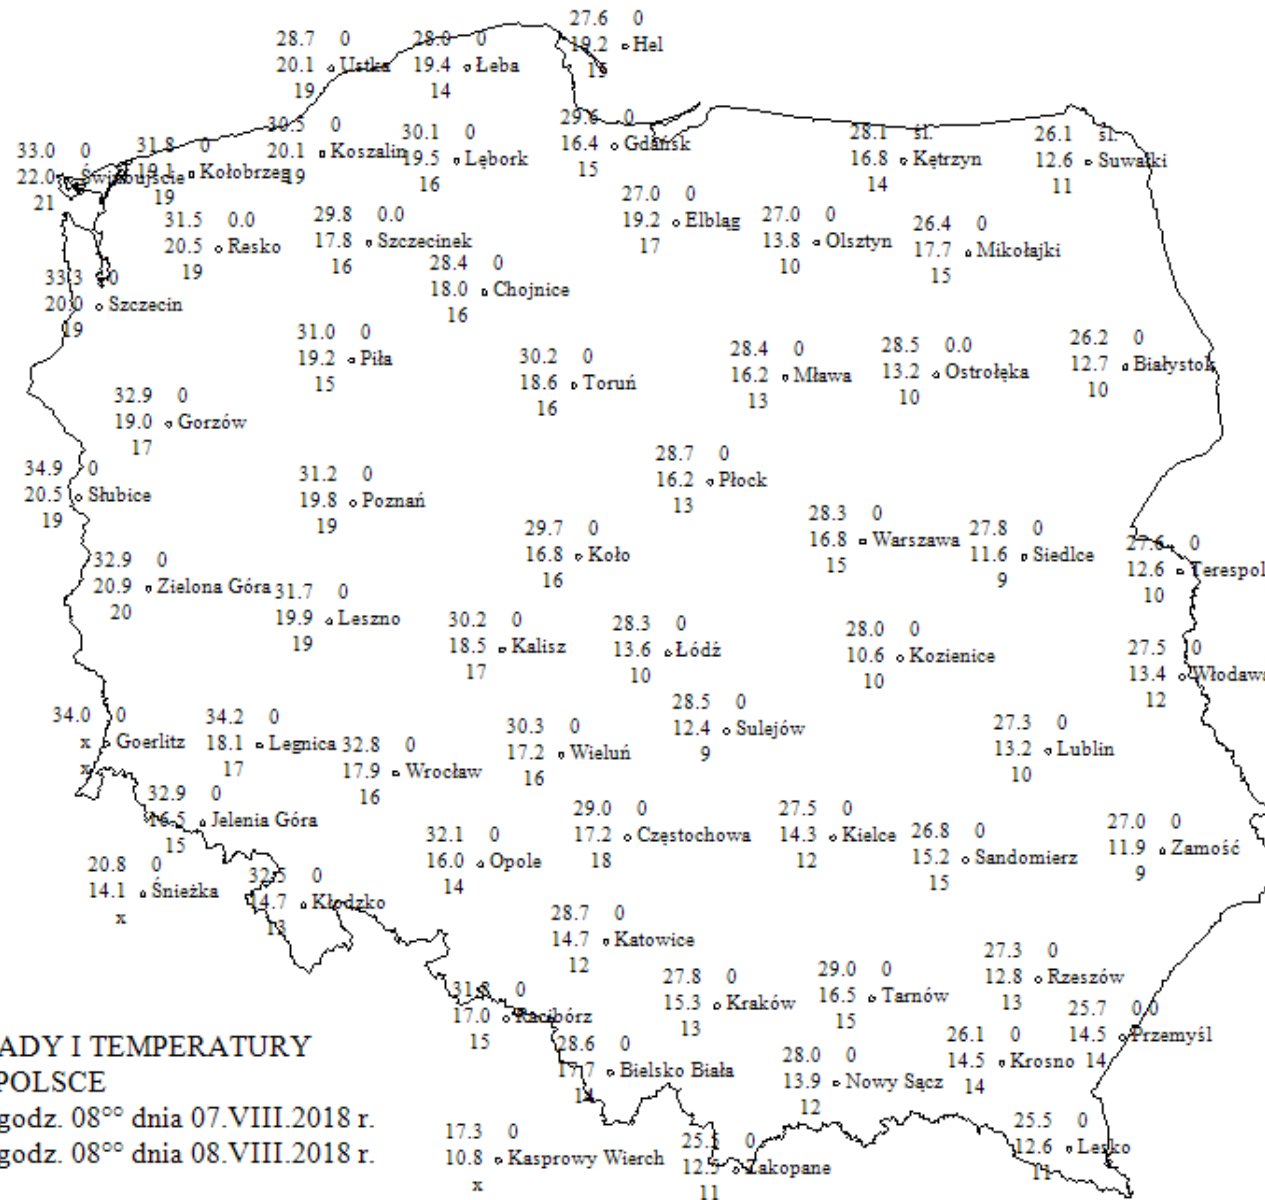 27.6 0
19.2 Hel
19
28.7 0
20.1 Ustka
19
28.0 0
19.4 Łeba
14
30.5 0
20.1 Koszalin
19
30.1 0
19.5 Lębork
16
29.6 0
16.4 Gdańsk
15
28.1 śl.
16.8 Kętrzyn
14
26.1 śl.
12.6 Suwałki
11
33.0 0
22.0 Świnoujście
21
31.8 0
19.1 Kołobrzeg
19
31.5 0.0
20.5 Resko
19
29.8 0.0
17.8 Szczecinek
16
27.0 0
19.2 Elbląg
17
27.0 0
13.8 Olsztyn
10
26.4 0
17.7 Mikołajki
15
28.4 0
18.0 Chojnice
16
33.3 0
20.0 Szczecin
19
31.0 0
19.2 Piła
15
30.2 0
18.6 Toruń
16
28.4 0
16.2 Mława
13
28.5 0.0
13.2 Ostrołęka
10
26.2 0
12.7 Białystok
10
32.9 0
19.0 Gorzów
17
34.9 0
20.5 Słubice
19
31.2 0
19.8 Poznań
19
28.7 0
16.2 Płock
13
29.7 0
16.8 Koło
16
28.3 0
16.8 Warszawa
15
27.8 0
11.6 Siedlce
9
27.6 0
12.6 Terespol
10
32.9 0
20.9 Zielona Góra
20
31.7 0
19.9 Leszno
19
30.2 0
18.5 Kalisz
17
28.3 0
13.6 Łódź
10
28.0 0
10.6 Kozienice
10
27.5 0
13.4 Włodawa
12
34.0 0
x Goerlitz
x
34.2 0
18.1 Legnica
17
32.8 0
17.9 Wrocław
16
30.3 0
17.2 Wieluń
16
28.5 0
12.4 Sulejów
9
27.3 0
13.2 Lublin
10
32.9 0
16.5 Jelenia Góra
15
32.1 0
16.0 Opole
14
29.0 0
17.2 Częstochowa
18
27.5 0
14.3 Kielce
12
26.8 0
15.2 Sandomierz
15
27.0 0
11.9 Zamość
9
20.8 0
14.1 Śnieżka
x
32.5 0
14.7 Kłodzko
13
28.7 0
14.7 Katowice
12
27.8 0
15.3 Kraków
13
29.0 0
16.5 Tarnów
15
27.3 0
12.8 Rzeszów
13
0
17.0 Racibórz
15
25.7 0.0
14.5 Przemyśl
14
28.6 0
17.7 Bielsko Biała
14
28.0 0
13.9 Nowy Sącz
12
26.1 0
14.5 Krosno
14
17.3 0
10.8 Kasprowy Wierch
x
0
12.5 Zakopane
11
25.5 0
12.6 Lesko
11
ADY I TEMPERATURY
POLSCE
godz. 08ºº dnia 07.VIII.2018 r.
godz. 08ºº dnia 08.VIII.2018 r.